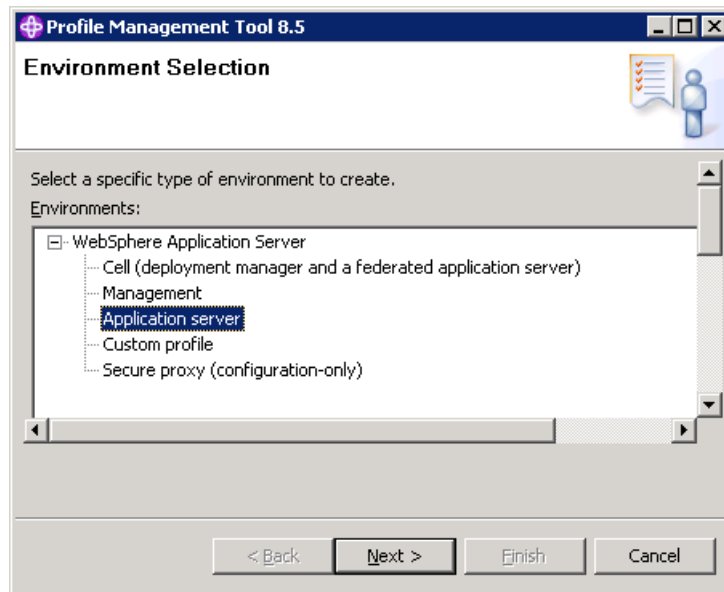 Profile Management Tool 8.5
Environment Selection
Select a specific type of environment to create.
Environments:
WebSphere Application Server
Cell (deployment manager and a federated application server)
Management
Application server
Custom profile
Secure proxy (configuration-only)
< Back Next > Finish Cancel